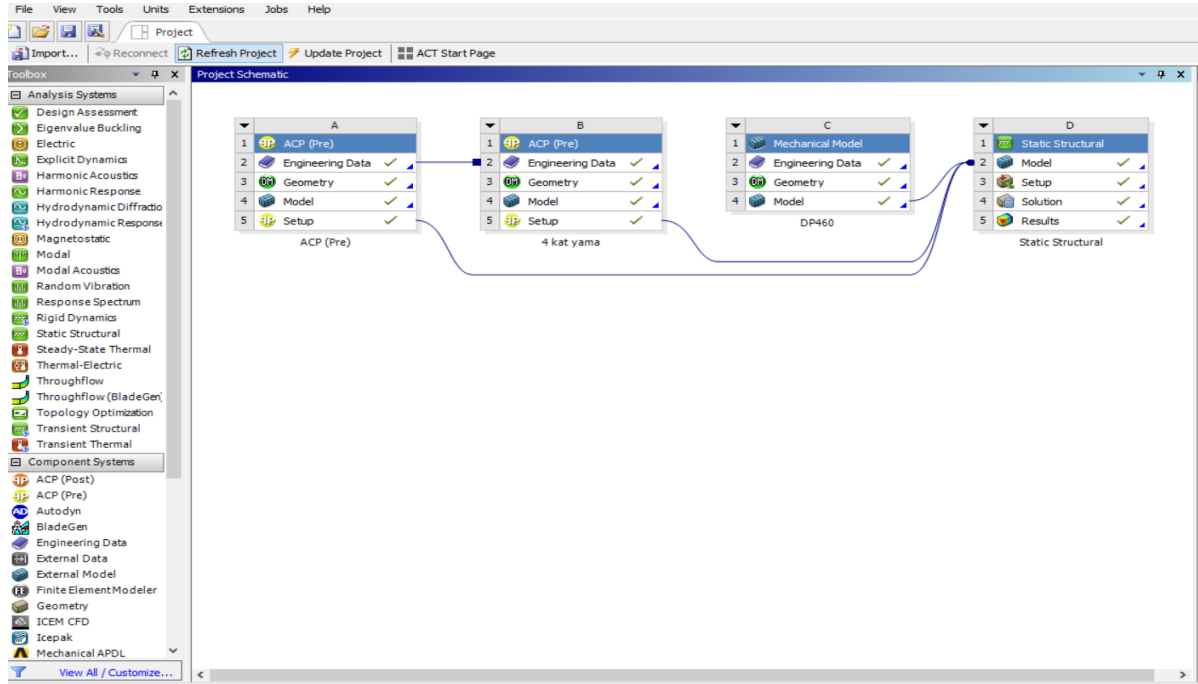 File View Tools Units Extensions Jobs Help
Project
Import... Reconnect Refresh Project Update Project ACT Start Page
Toolbox
Project Schematic
Analysis Systems
Design Assessment
Eigenvalue Buckling
Electric
Explicit Dynamics
Harmonic Acoustics
Harmonic Response
Hydrodynamic Diffractio
Hydrodynamic Response
Magnetostatic
Modal
Modal Acoustics
Random Vibration
Response Spectrum
Rigid Dynamics
Static Structural
Steady-State Thermal
Thermal-Electric
Throughflow
Throughflow (BladeGen)
Topology Optimization
Transient Structural
Transient Thermal
Component Systems
ACP (Post)
ACP (Pre)
Autodyn
BladeGen
Engineering Data
External Data
External Model
Finite Element Modeler
Geometry
ICEM CFD
Icepak
Mechanical APDL
View All / Customize...
A
1 ACP (Pre)
2 Engineering Data
3 Geometry
4 Model
5 Setup
ACP (Pre)
B
1 ACP (Pre)
2 Engineering Data
3 Geometry
4 Model
5 Setup
4 kat yama
C
1 Mechanical Model
2 Engineering Data
3 Geometry
4 Model
DP460
D
1 Static Structural
2 Model
3 Setup
4 Solution
5 Results
Static Structural